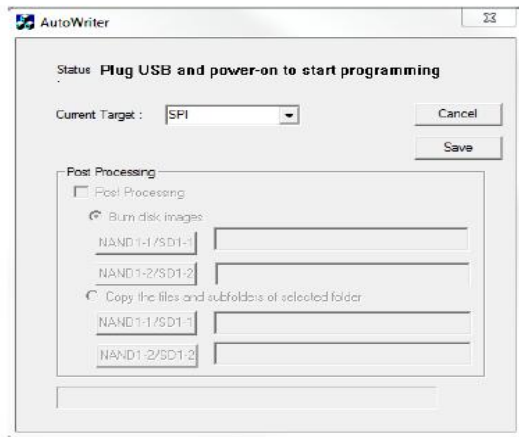 AutoWriter
Status Plug USB and power-on to start programming
:
Current Target : SPI
Cancel
Save
Post Processing
Post Processing
Burn disk images
NAND1-1/SD1-1
NAND1-2/SD1-2
Copy the files and subfolders of selected folder
NAND1-1/SD1-1
NAND1-2/SD1-2